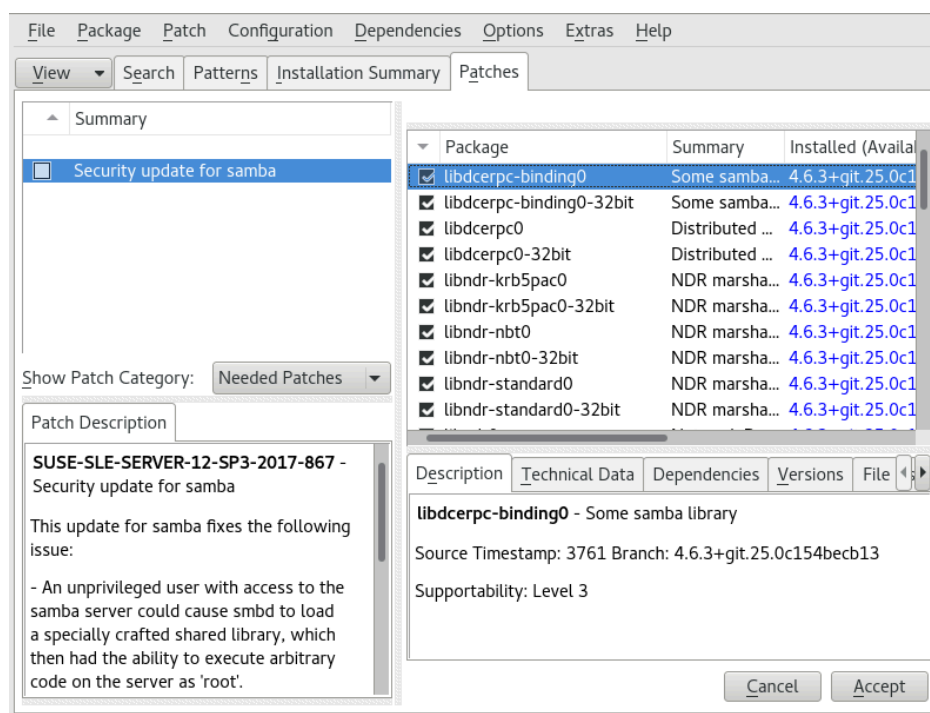 File Package Patch Configuration Dependencies Options Extras Help
View Search Patterns Installation Summary Patches
Summary
Security update for samba
Show Patch Category: Needed Patches
Patch Description
SUSE-SLE-SERVER-12-SP3-2017-867 -
Security update for samba
This update for samba fixes the following
issue:
- An unprivileged user with access to the
samba server could cause smbd to load
a specially crafted shared library, which
then had the ability to execute arbitrary
code on the server as 'root'.
Package Summary Installed (Availal
libdcerpc-binding0 Some samba... 4.6.3+git.25.0c1
libdcerpc-binding0-32bit Some samba... 4.6.3+git.25.0c1
libdcerpc0 Distributed ... 4.6.3+git.25.0c1
libdcerpc0-32bit Distributed ... 4.6.3+git.25.0c1
libndr-krb5pac0 NDR marsha... 4.6.3+git.25.0c1
libndr-krb5pac0-32bit NDR marsha... 4.6.3+git.25.0c1
libndr-nbt0 NDR marsha... 4.6.3+git.25.0c1
libndr-nbt0-32bit NDR marsha... 4.6.3+git.25.0c1
libndr-standard0 NDR marsha... 4.6.3+git.25.0c1
libndr-standard0-32bit NDR marsha... 4.6.3+git.25.0c1
Description Technical Data Dependencies Versions File
libdcerpc-binding0 - Some samba library
Source Timestamp: 3761 Branch: 4.6.3+git.25.0c154becb13
Supportability: Level 3
Cancel Accept